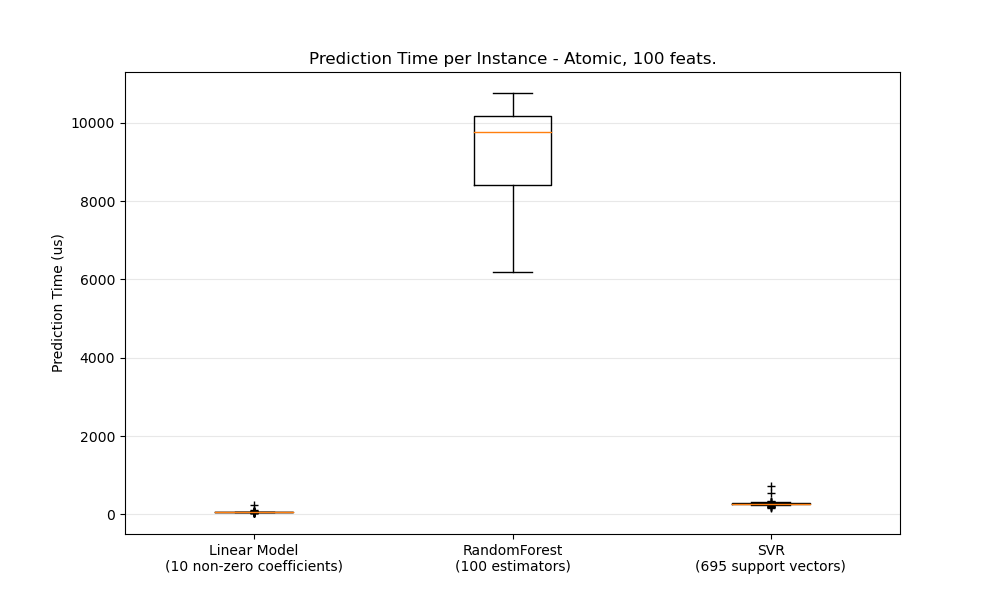 Prediction Time per Instance - Atomic, 100 feats.
Prediction Time (us)
10000
8000
6000
4000
2000
0
Linear Model
(10 non-zero coefficients)
RandomForest
(100 estimators)
SVR
(695 support vectors)